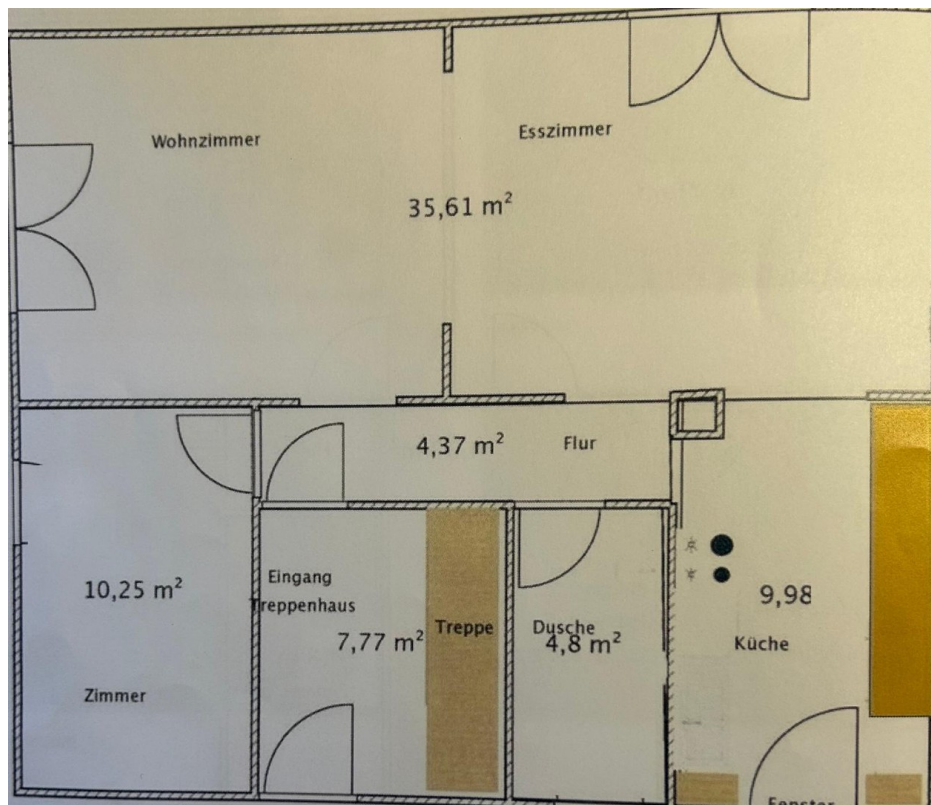 Wohnzimmer
Esszimmer
35,61 m²
4,37 m²
Flur
10,25 m²
Eingang
Treppenhaus
7,77 m²
Treppe
Dusche
4,8 m²
9,98
Küche
Zimmer
Fenster